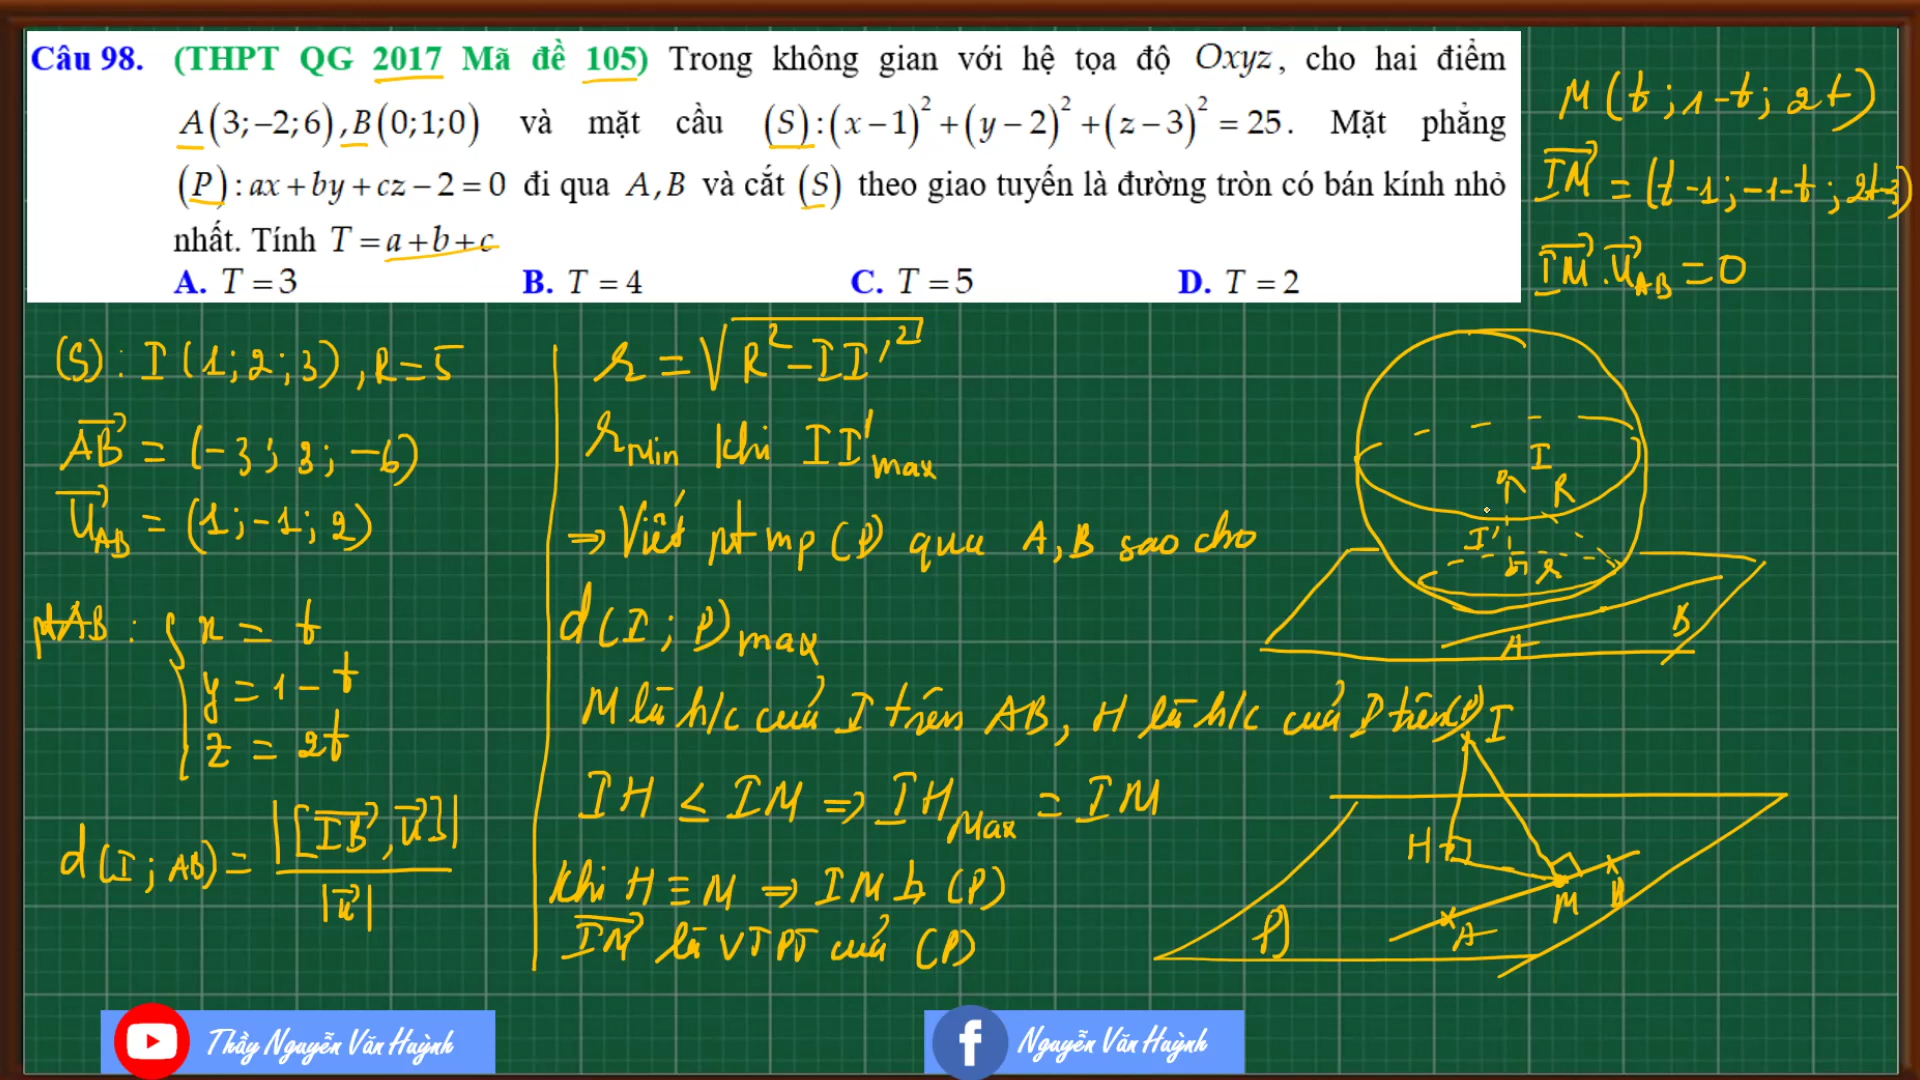 Câu 98. (THPT QG 2017 Mã đề 105) Trong không gian với hệ tọa độ Oxyz, cho hai điểm
A(3;−2;6), B(0;1;0) và mặt cầu (S):(x−1)²+(y−2)²+(z−3)²=25. Mặt phẳng
(P): ax+by+cz−2=0 đi qua A,B và cắt (S) theo giao tuyến là đường tròn có bán kính nhỏ
nhất. Tính T=a+b+c
A. T=3 B. T=4 C. T=5 D. T=2
M(t;1-t;2t)
IM = (t-1;-1-t;2t-3)
IM.u_AB = 0
(S): I(1;2;3), R=5
AB = (-3;3;-6)
u_AB = (1;-1;2)
pt AB: { x = t
y = 1-t
z = 2t
d(I;AB) = |[IB,u]| / |u|
r = √(R²-II'²)
r Min khi II' max
⇒ Viết pt mp (P) qua A,B sao cho
d(I;P) max
M là h/c của I trên AB, H là h/c của I trên (P)
IH ≤ IM ⇒ IH Max = IM
khi H ≡ M ⇒ IM ⊥ (P)
IM là VTPT của (P)
I
R
I'
r
A
B
I
H
M
B
A
P)
Thầy Nguyễn Văn Huỳnh
f Nguyễn Văn Huỳnh